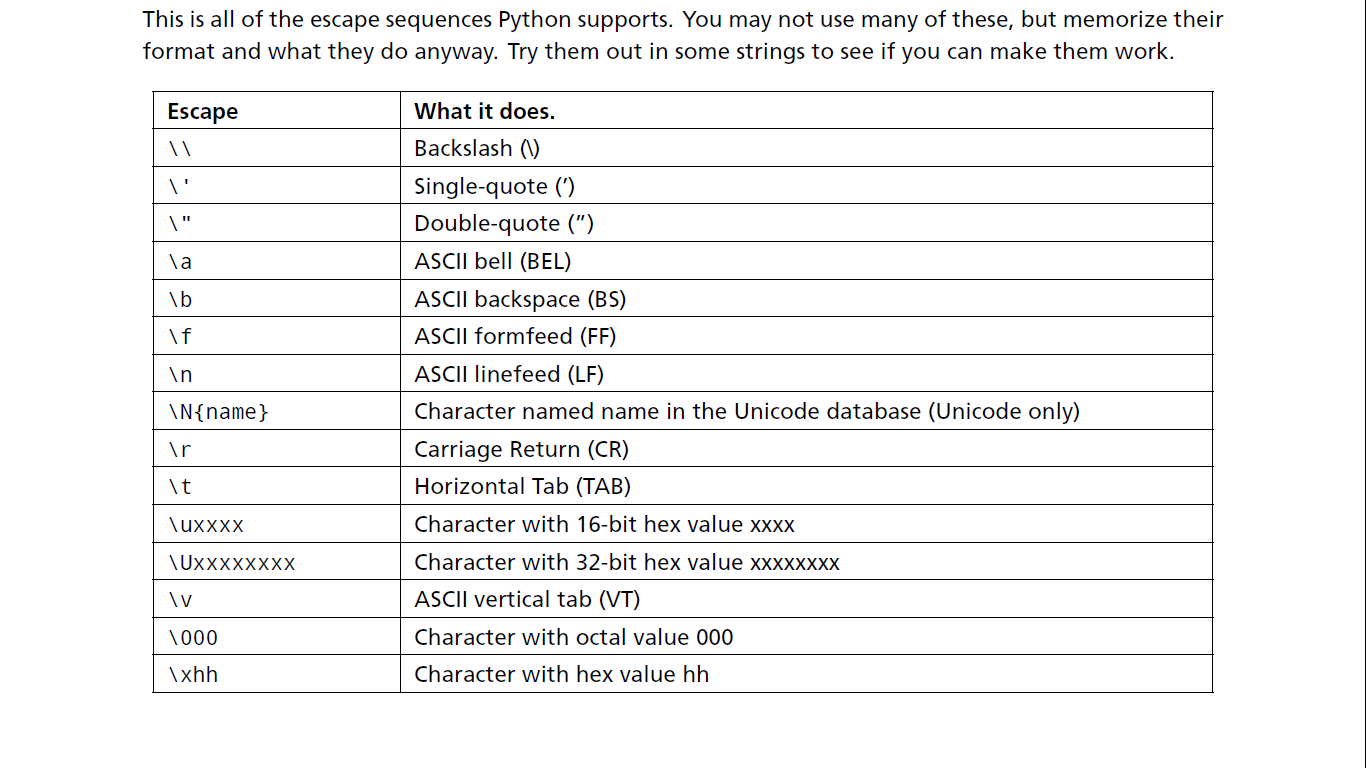 This is all of the escape sequences Python supports. You may not use many of these, but memorize their
format and what they do anyway. Try them out in some strings to see if you can make them work.
Escape What it does.
\\ Backslash (\)
\' Single-quote (’)
\" Double-quote (”)
\a ASCII bell (BEL)
\b ASCII backspace (BS)
\f ASCII formfeed (FF)
\n ASCII linefeed (LF)
\N{name} Character named name in the Unicode database (Unicode only)
\r Carriage Return (CR)
\t Horizontal Tab (TAB)
\uxxxx Character with 16-bit hex value xxxx
\Uxxxxxxxx Character with 32-bit hex value xxxxxxxx
\v ASCII vertical tab (VT)
\000 Character with octal value 000
\xhh Character with hex value hh